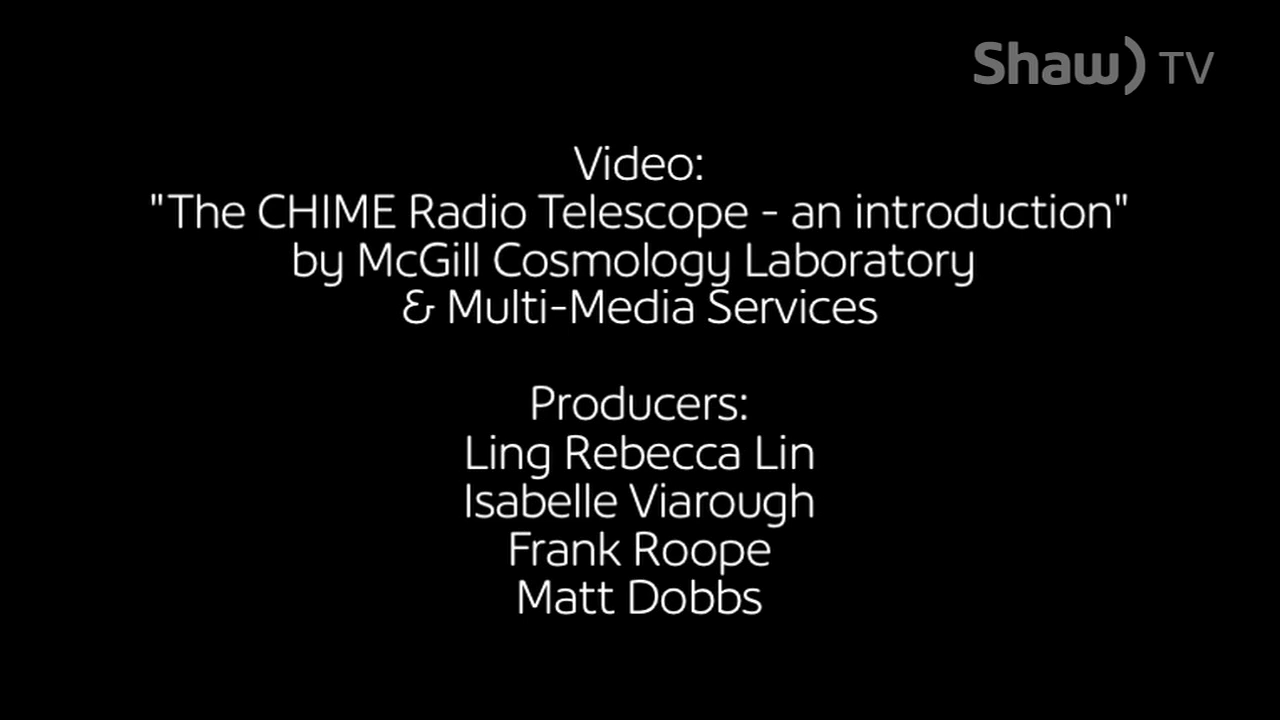 Shaw) TV
Video:
"The CHIME Radio Telescope - an introduction"
by McGill Cosmology Laboratory
& Multi-Media Services
Producers:
Ling Rebecca Lin
Isabelle Viarough
Frank Roope
Matt Dobbs